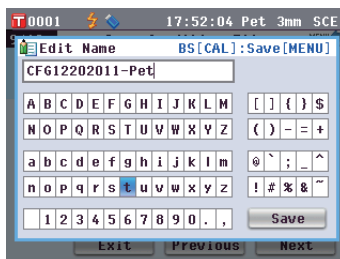 T0001 17:52:04 Pet 3mm SCE
Edit Name BS[CAL]:Save[MENU]
CFG12202011-Pet
A B C D E F G H I J K L M [ ] { } $
N O P Q R S T U V W X Y Z ( ) - = +
a b c d e f g h i j k l m @ ` ; _ ^
n o p q r s t u v w x y z ! # % & ~
1 2 3 4 5 6 7 8 9 0 . , Save
Exit Previous Next